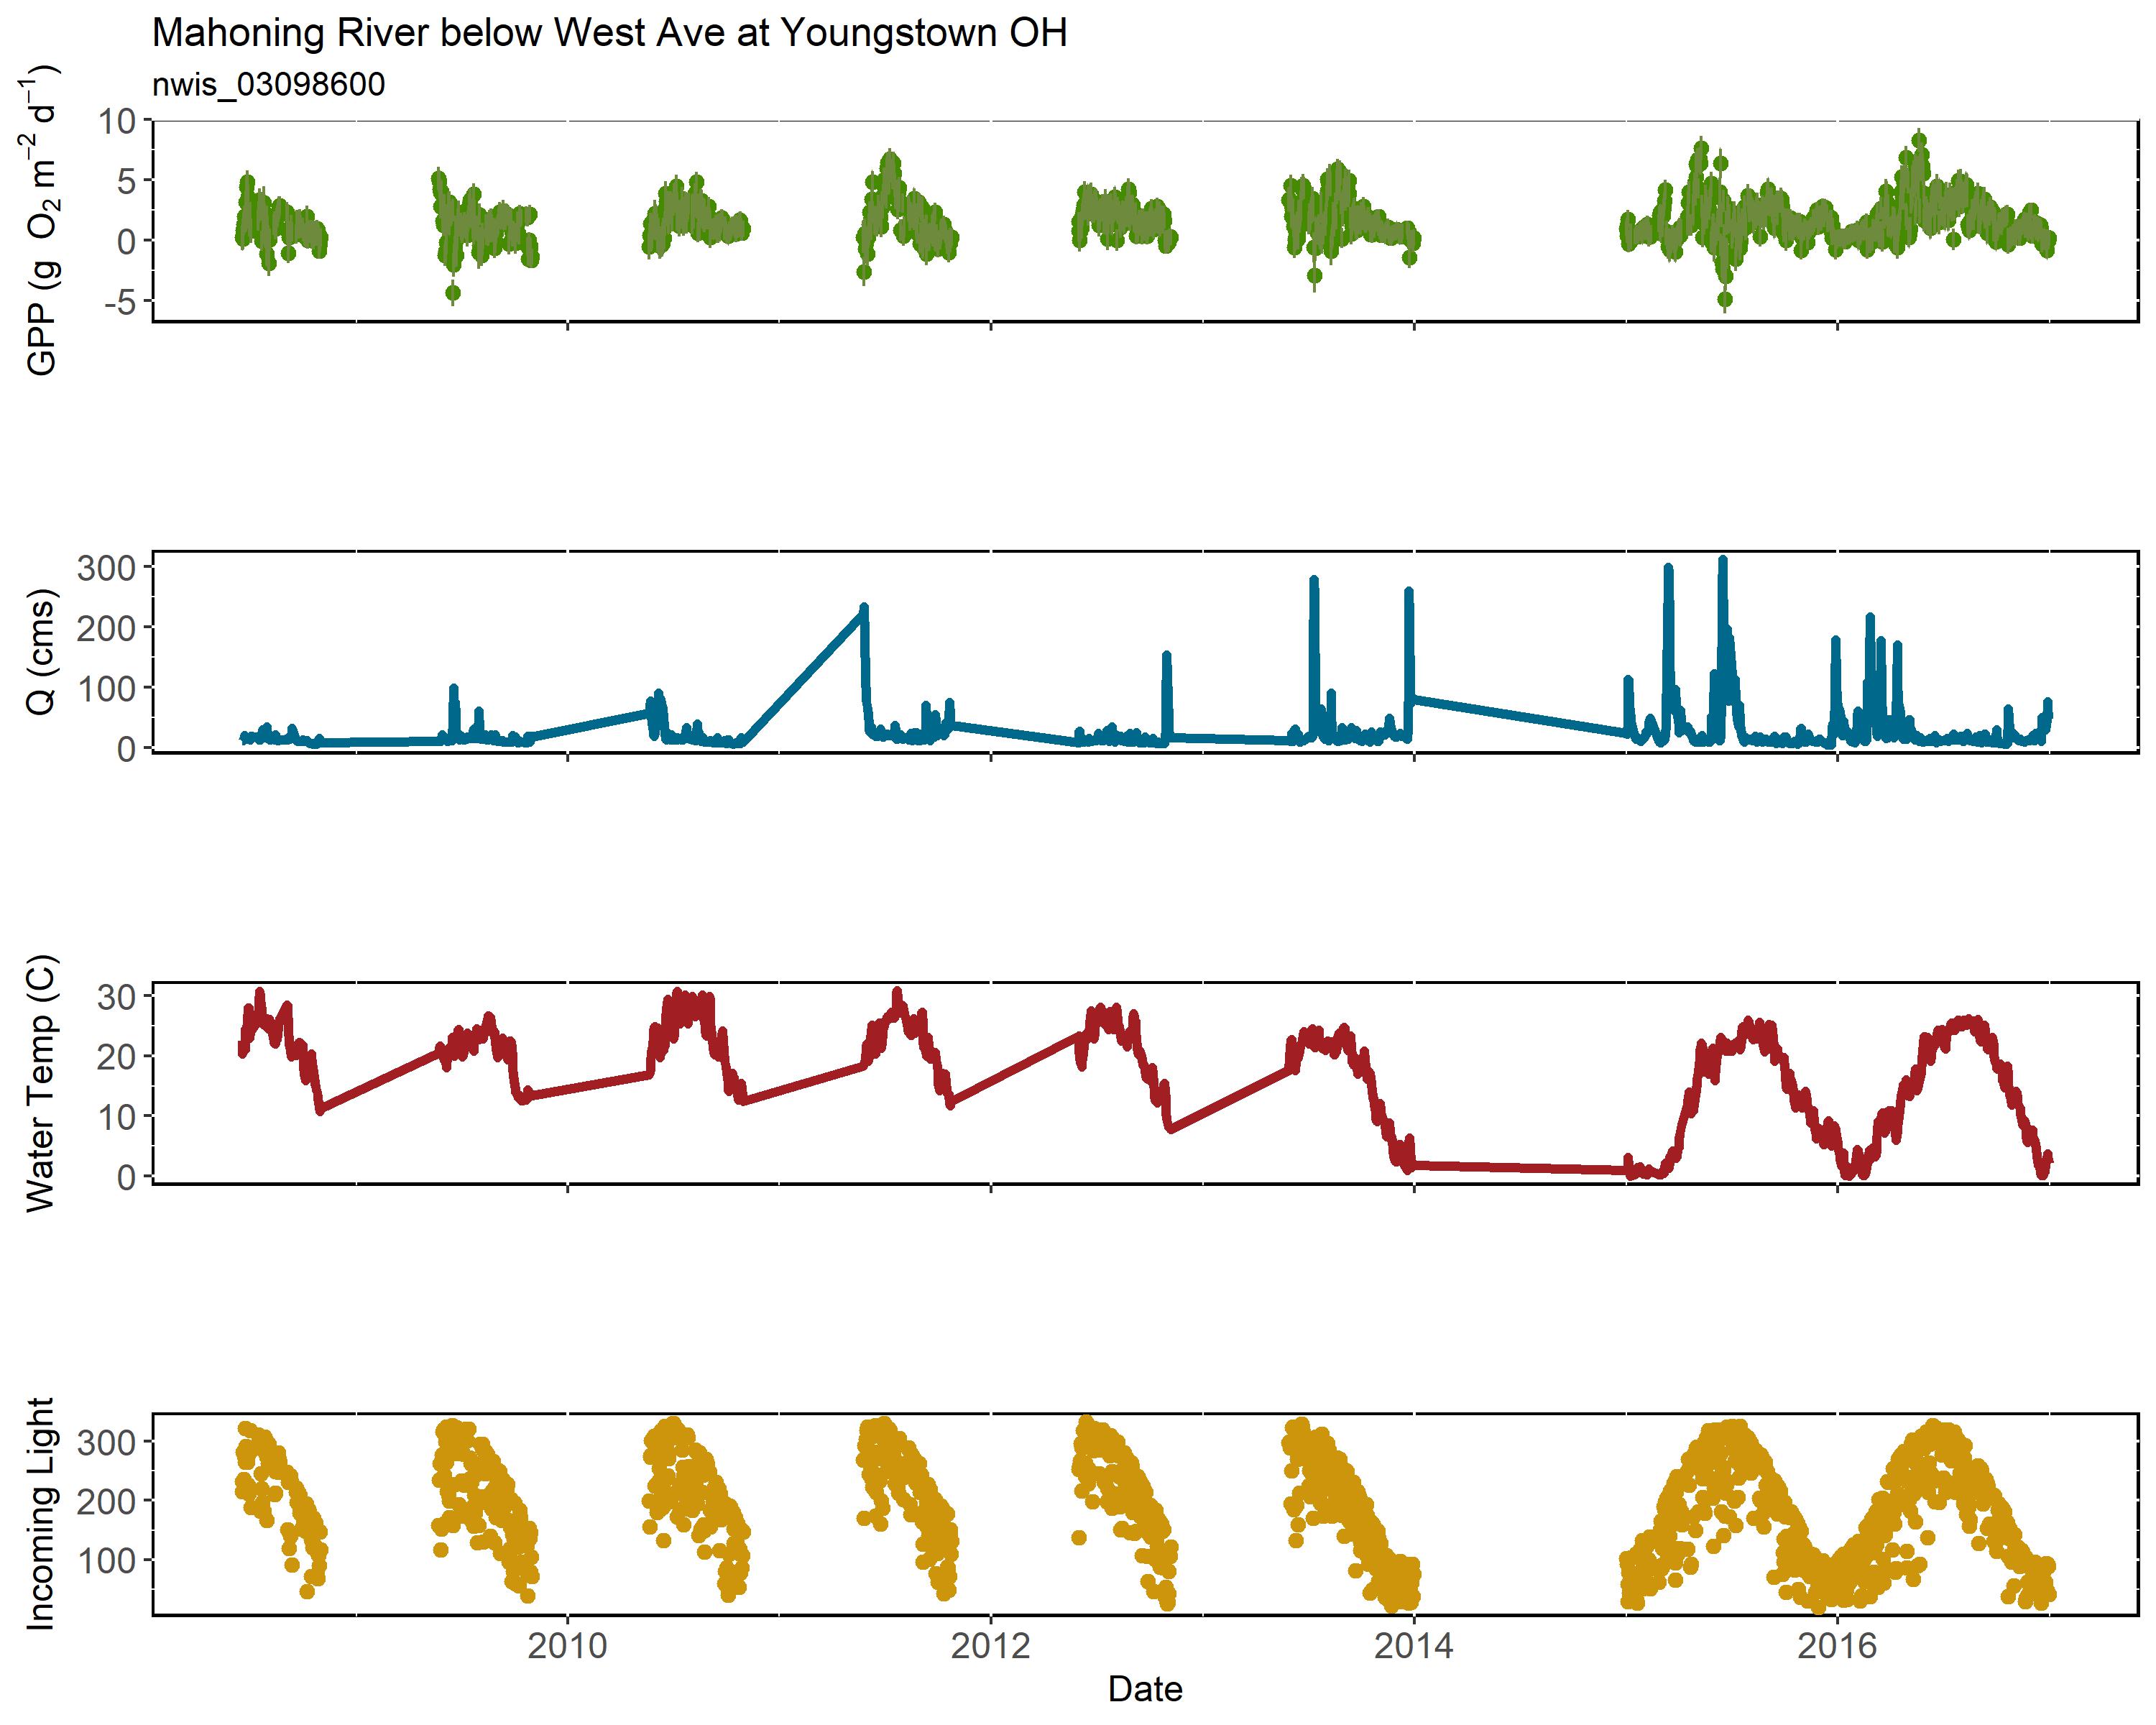 Mahoning River below West Ave at Youngstown OH
nwis_03098600
GPP (g O₂ m⁻² d⁻¹)
10
5
0
-5
Q (cms)
300
200
100
0
Water Temp (C)
30
20
10
0
Incoming Light
300
200
100
2010 2012 2014 2016
Date